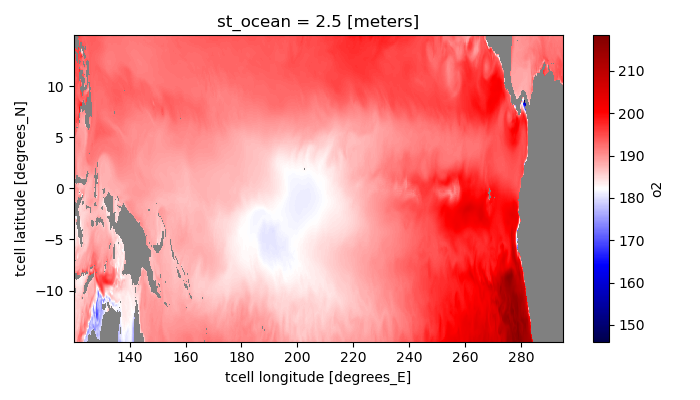 st_ocean = 2.5 [meters]
10
5
0
−5
−10
tcell latitude [degrees_N]
140 160 180 200 220 240 260 280
tcell longitude [degrees_E]
210
200
190
180
170
160
150
o2